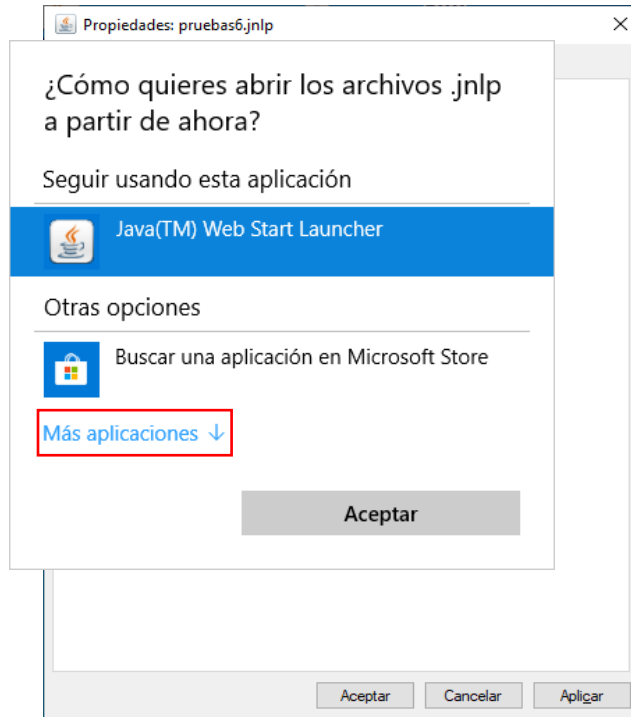 Propiedades: pruebas6.jnlp
¿Cómo quieres abrir los archivos .jnlp
a partir de ahora?
Seguir usando esta aplicación
Java(TM) Web Start Launcher
Otras opciones
Buscar una aplicación en Microsoft Store
Más aplicaciones ↓
Aceptar
Aceptar Cancelar Aplicar